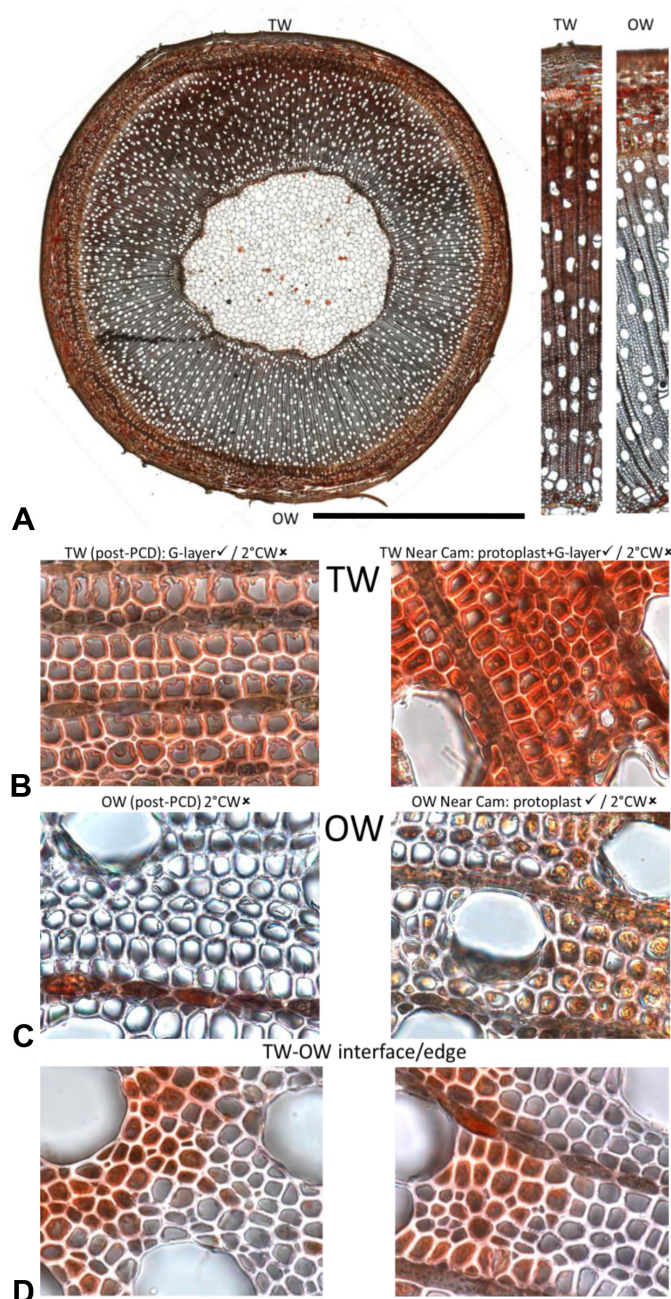 TW
TW OW
OW
A
TW (post-PCD): G-layer✓/ 2°CW✘
TW Near Cam: protoplast+G-layer✓/ 2°CW✘
TW
B
OW (post-PCD) 2°CW✘
OW Near Cam: protoplast ✓/ 2°CW✘
OW
C
TW-OW interface/edge
D